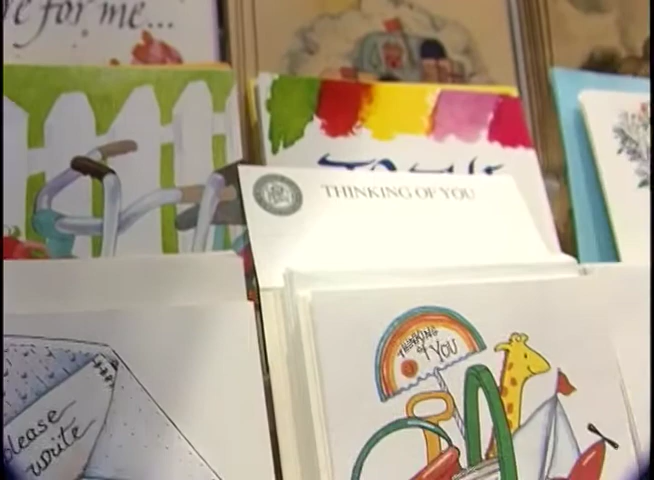 e for me...
THINKING OF YOU
THINKING
of YOU
please
write